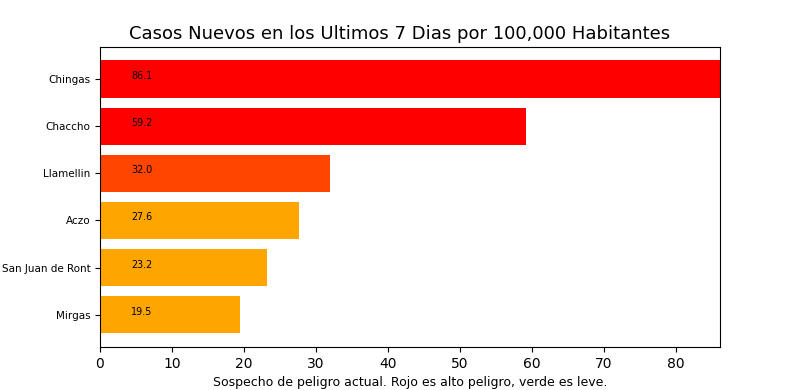 Casos Nuevos en los Ultimos 7 Dias por 100,000 Habitantes
Chingas 86.1
Chaccho 59.2
Llamellin 32.0
Aczo 27.6
San Juan de Ront 23.2
Mirgas 19.5
0 10 20 30 40 50 60 70 80
Sospecho de peligro actual. Rojo es alto peligro, verde es leve.